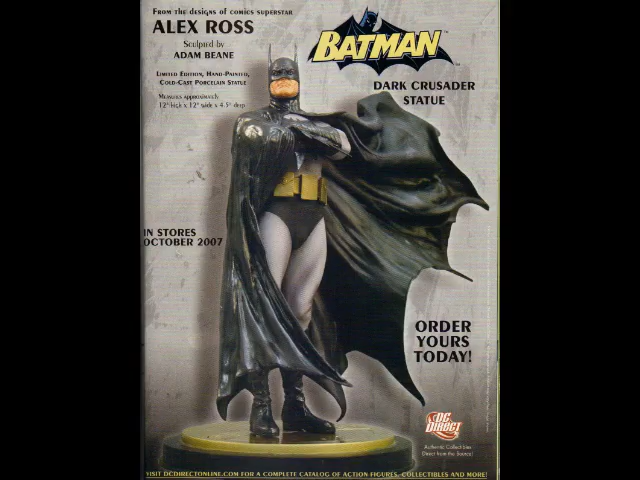 From the designs of comics superstar
ALEX ROSS
Sculpted by
ADAM BEANE
Limited Edition, Hand-Painted,
Cold-Cast Porcelain Statue
Measures approximately
12" high x 12" wide x 4.5" deep
BATMAN
DARK CRUSADER
STATUE
IN STORES
OCTOBER 2007
ORDER
YOURS
TODAY!
DC
DIRECT
Authentic Collectibles
Direct from the Source!
VISIT DCDIRECTONLINE.COM FOR A COMPLETE CATALOG OF ACTION FIGURES, COLLECTIBLES AND MORE!